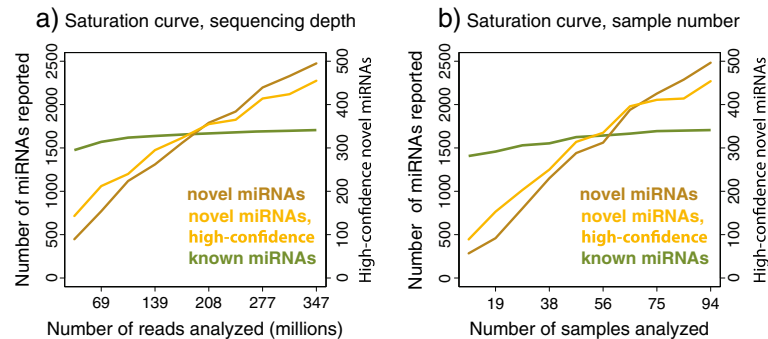 a) Saturation curve, sequencing depth
Number of miRNAs reported
0
500
1000
1500
2000
2500
0
100
200
300
400
500
High-confidence novel miRNAs
novel miRNAs
novel miRNAs,
high-confidence
known miRNAs
69
139
208
277
347
Number of reads analyzed (millions)
b) Saturation curve, sample number
Number of miRNAs reported
0
500
1000
1500
2000
2500
0
100
200
300
400
500
High-confidence novel miRNAs
novel miRNAs
novel miRNAs,
high-confidence
known miRNAs
19
38
56
75
94
Number of samples analyzed